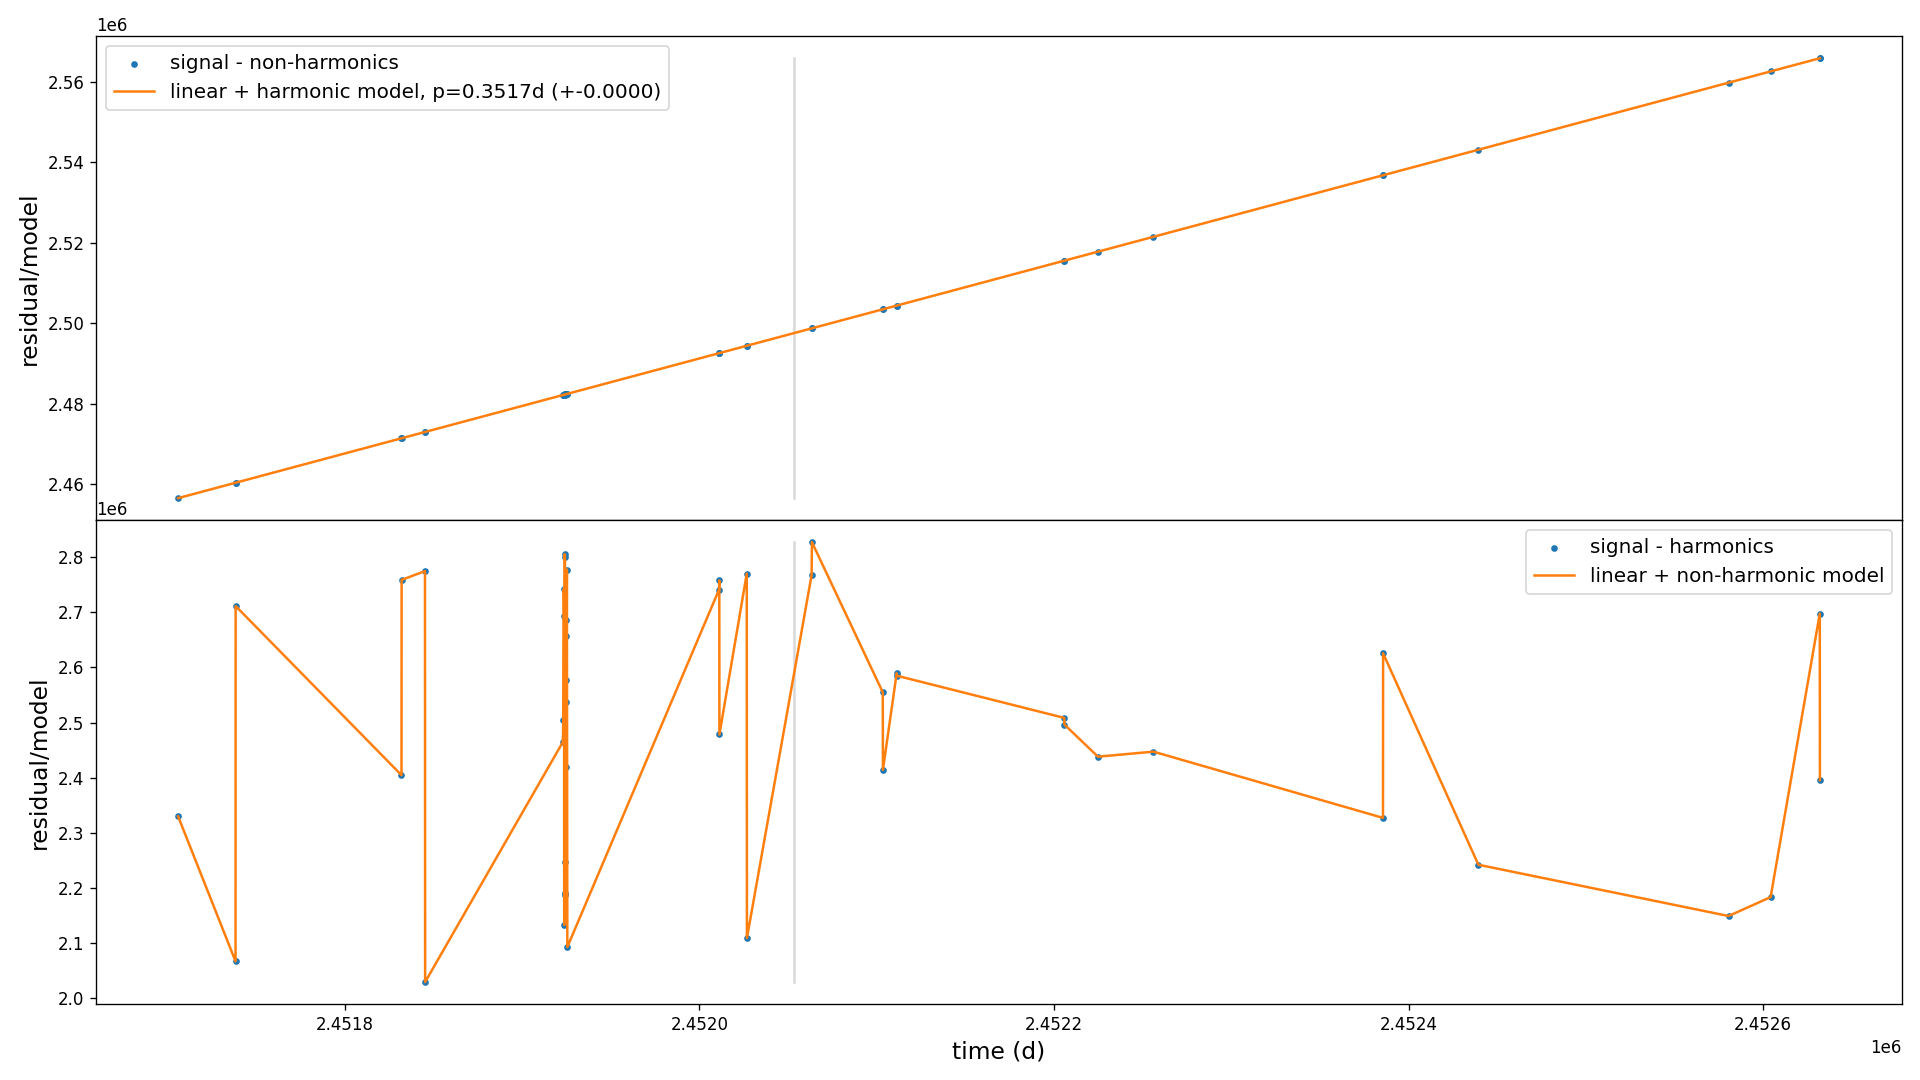 1e6
signal - non-harmonics
linear + harmonic model, p=0.3517d (+-0.0000)
2.56
2.54
2.52
2.50
2.48
2.46
residual/model
1e6
signal - harmonics
linear + non-harmonic model
2.8
2.7
2.6
2.5
2.4
2.3
2.2
2.1
2.0
residual/model
2.4518
2.4520
2.4522
2.4524
2.4526
time (d)
1e6